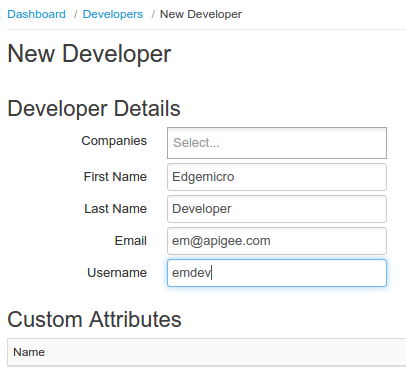 Dashboard / Developers / New Developer
New Developer
Developer Details
Companies Select...
First Name Edgemicro
Last Name Developer
Email em@apigee.com
Username emdev
Custom Attributes
Name